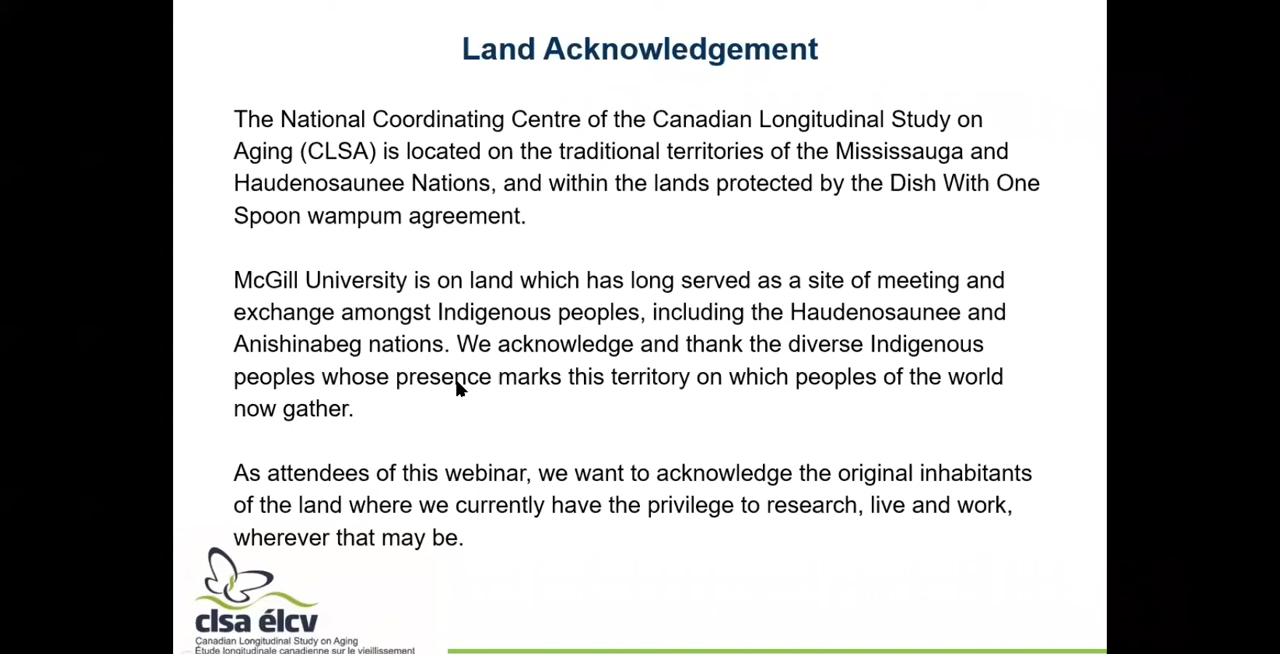 Land Acknowledgement
The National Coordinating Centre of the Canadian Longitudinal Study on
Aging (CLSA) is located on the traditional territories of the Mississauga and
Haudenosaunee Nations, and within the lands protected by the Dish With One
Spoon wampum agreement.
McGill University is on land which has long served as a site of meeting and
exchange amongst Indigenous peoples, including the Haudenosaunee and
Anishinabeg nations. We acknowledge and thank the diverse Indigenous
peoples whose presence marks this territory on which peoples of the world
now gather.
As attendees of this webinar, we want to acknowledge the original inhabitants
of the land where we currently have the privilege to research, live and work,
wherever that may be.
clsa élcv
Canadian Longitudinal Study on Aging
Étude longitudinale canadienne sur le vieillissement